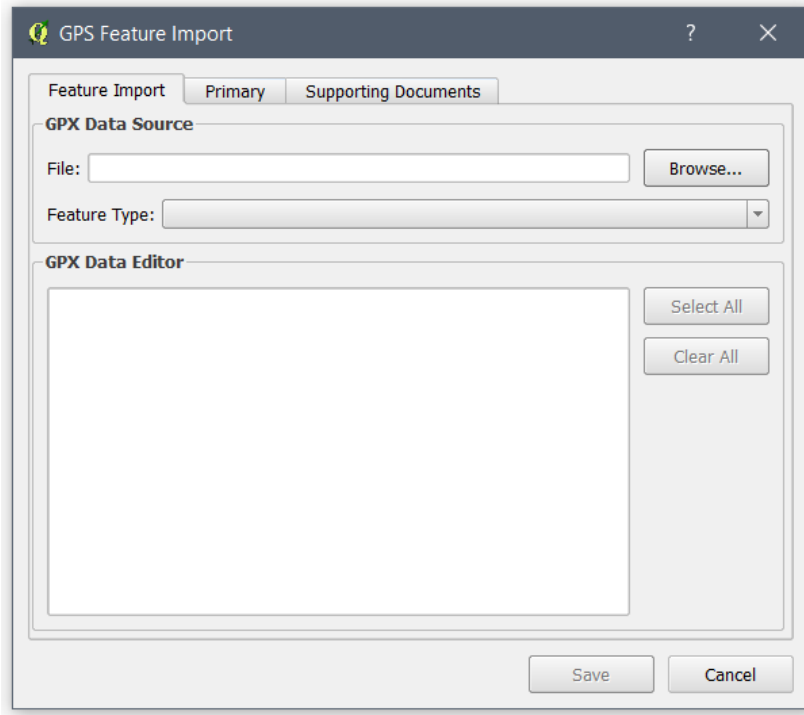 GPS Feature Import
Feature Import Primary Supporting Documents
GPX Data Source
File: Browse...
Feature Type:
GPX Data Editor
Select All
Clear All
Save Cancel